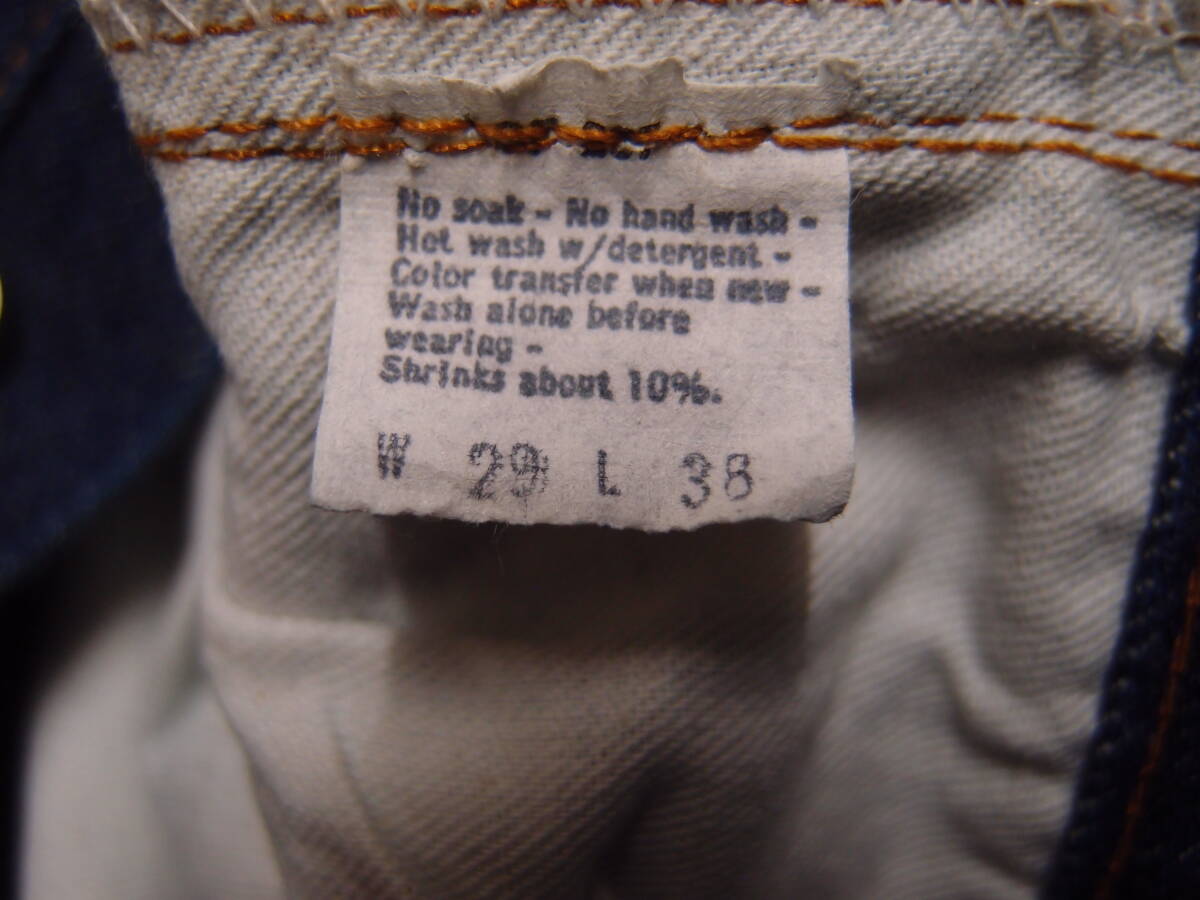 No soak - No hand wash -
Hot wash w/detergent -
Color transfer when new -
Wash alone before
wearing -
Shrinks about 10%.
W 29 L 38